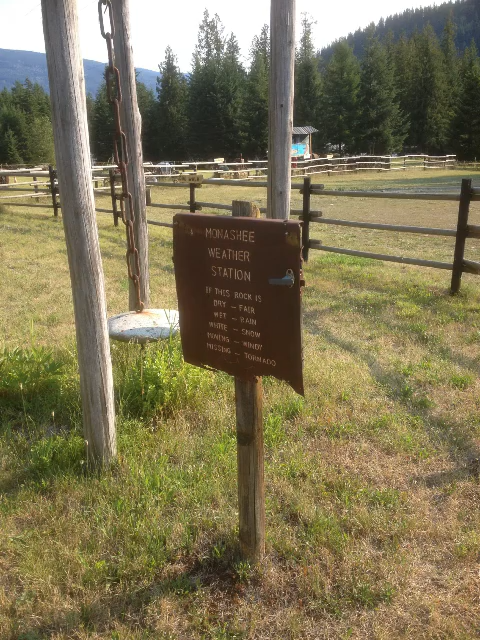 MONASHEE
WEATHER
STATION
IF THIS ROCK IS
DRY - FAIR
WET - RAIN
WHITE - SNOW
MOVING - WINDY
MISSING - TORNADO